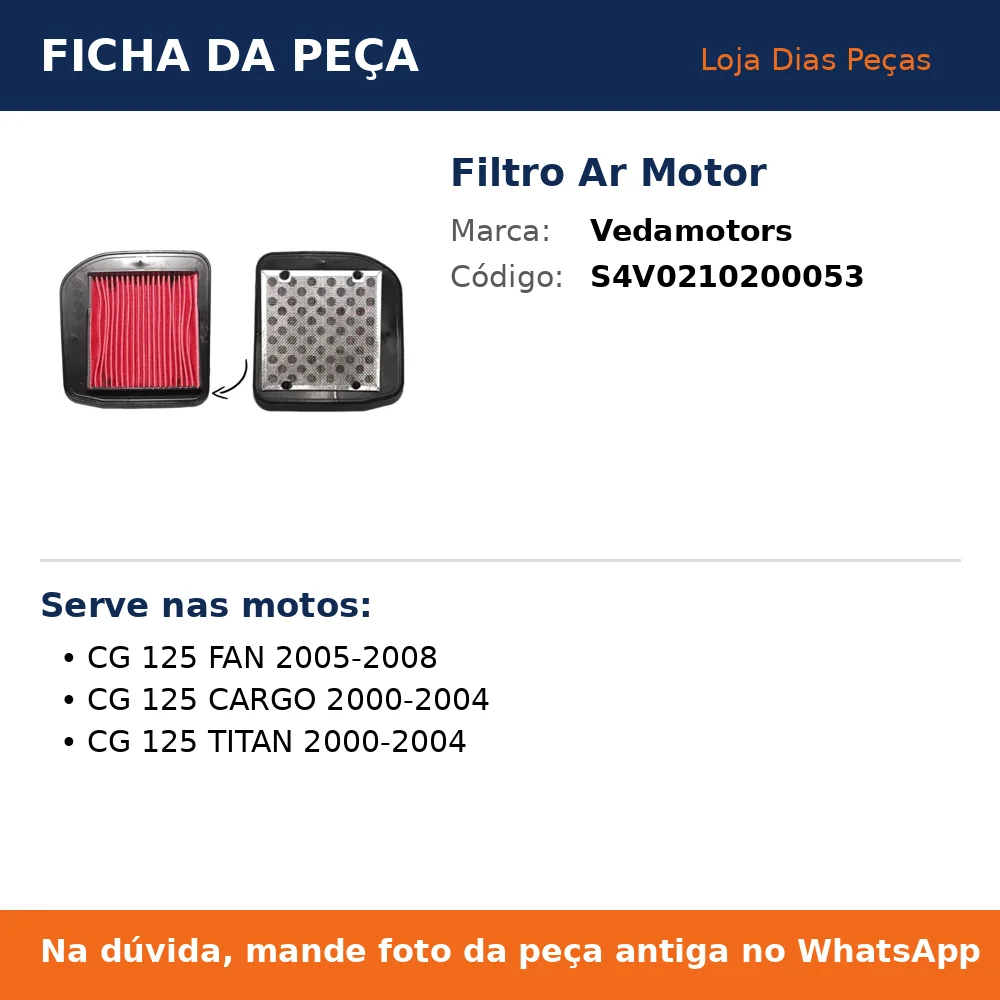 FICHA DA PEÇA
Loja Dias Peças
Filtro Ar Motor
Marca: Vedamotors
Código: S4V0210200053
Serve nas motos:
• CG 125 FAN 2005-2008
• CG 125 CARGO 2000-2004
• CG 125 TITAN 2000-2004
Na dúvida, mande foto da peça antiga no WhatsApp